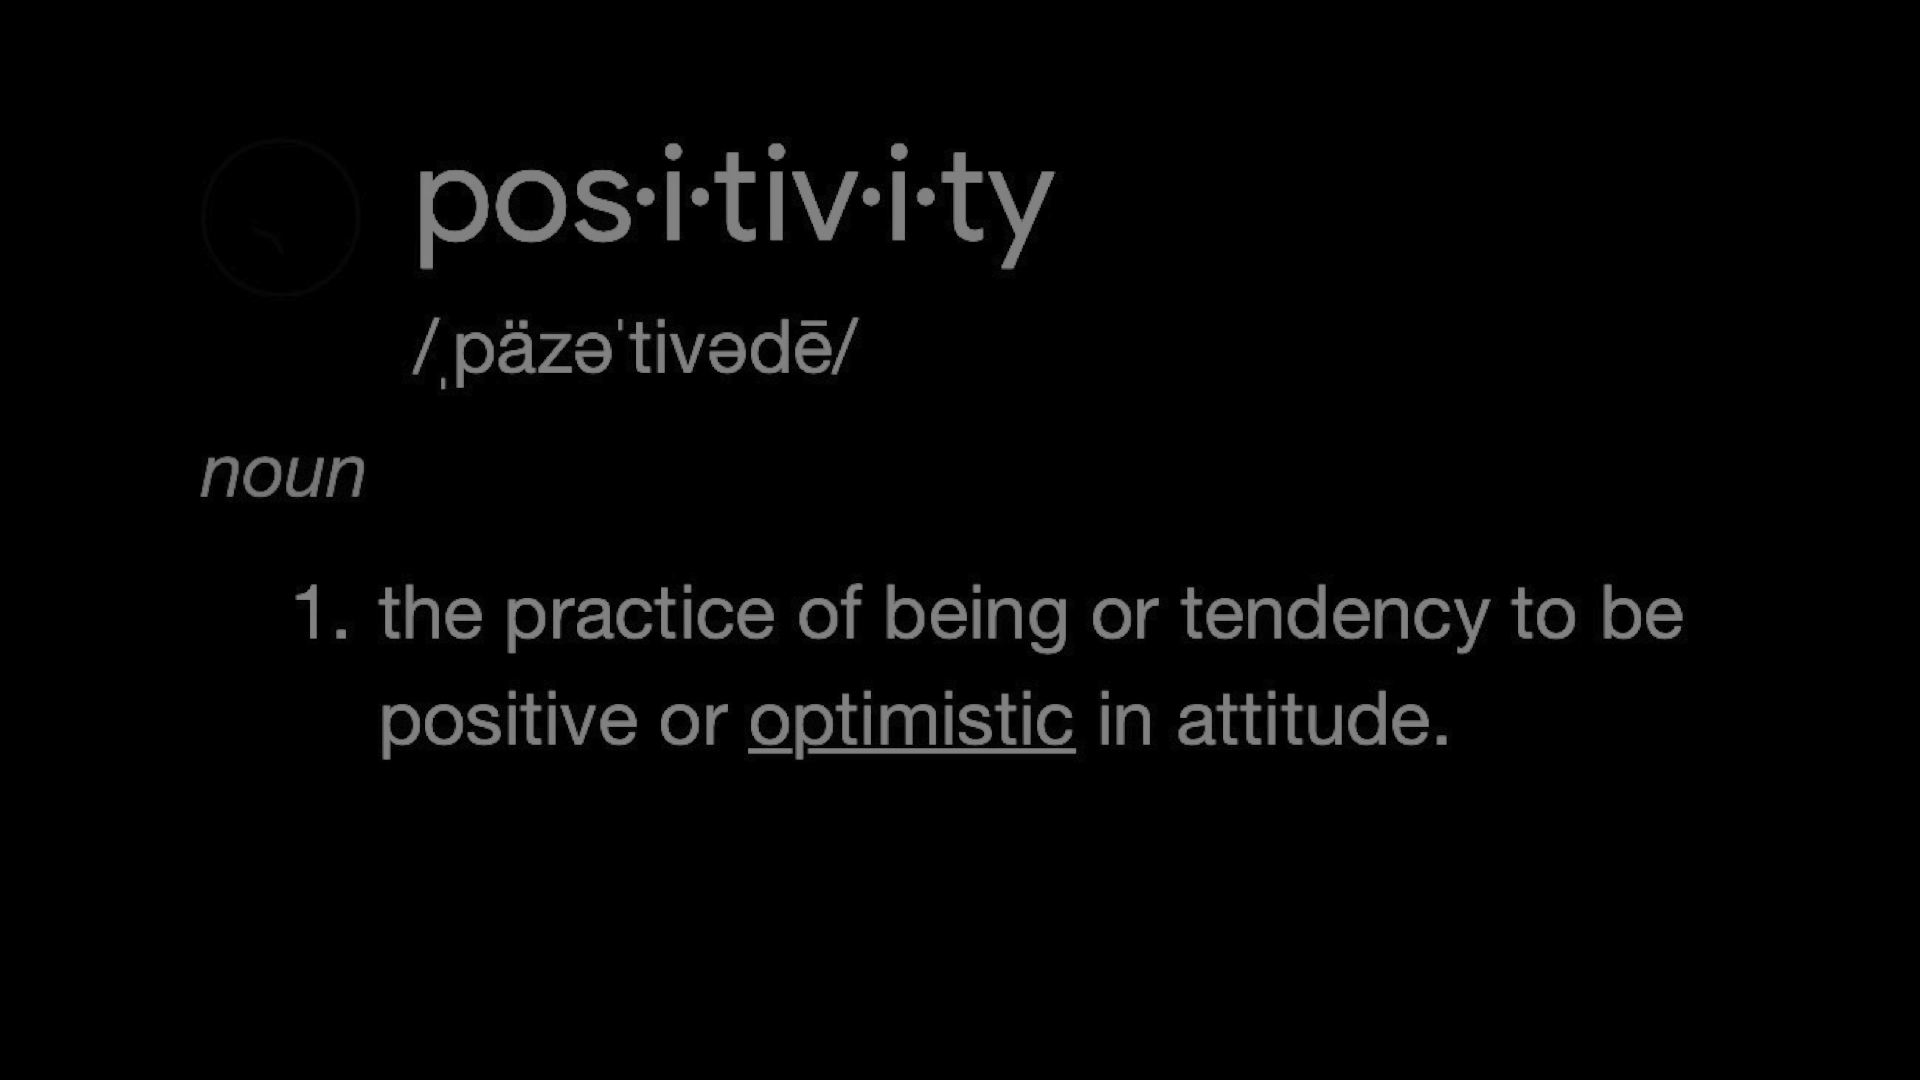 pos·i·tiv·i·ty
/ˌpäzəˈtivədē/
noun
1. the practice of being or tendency to be
positive or optimistic in attitude.